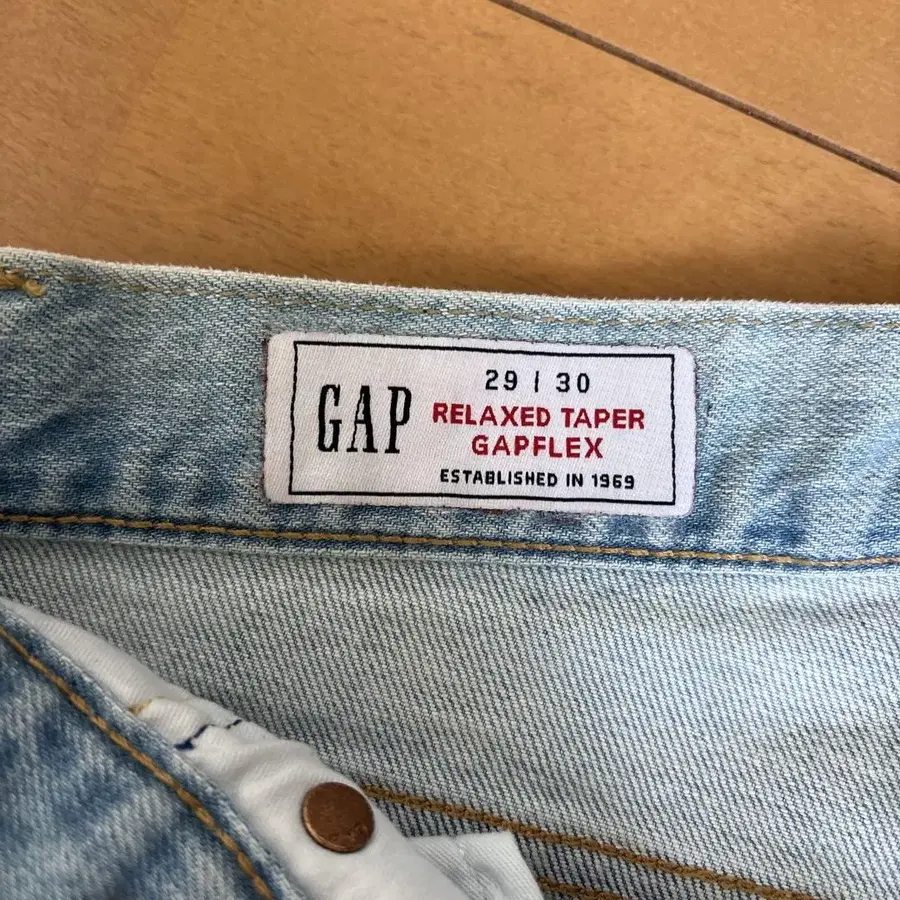 GAP
29 | 30
RELAXED TAPER
GAPFLEX
ESTABLISHED IN 1969